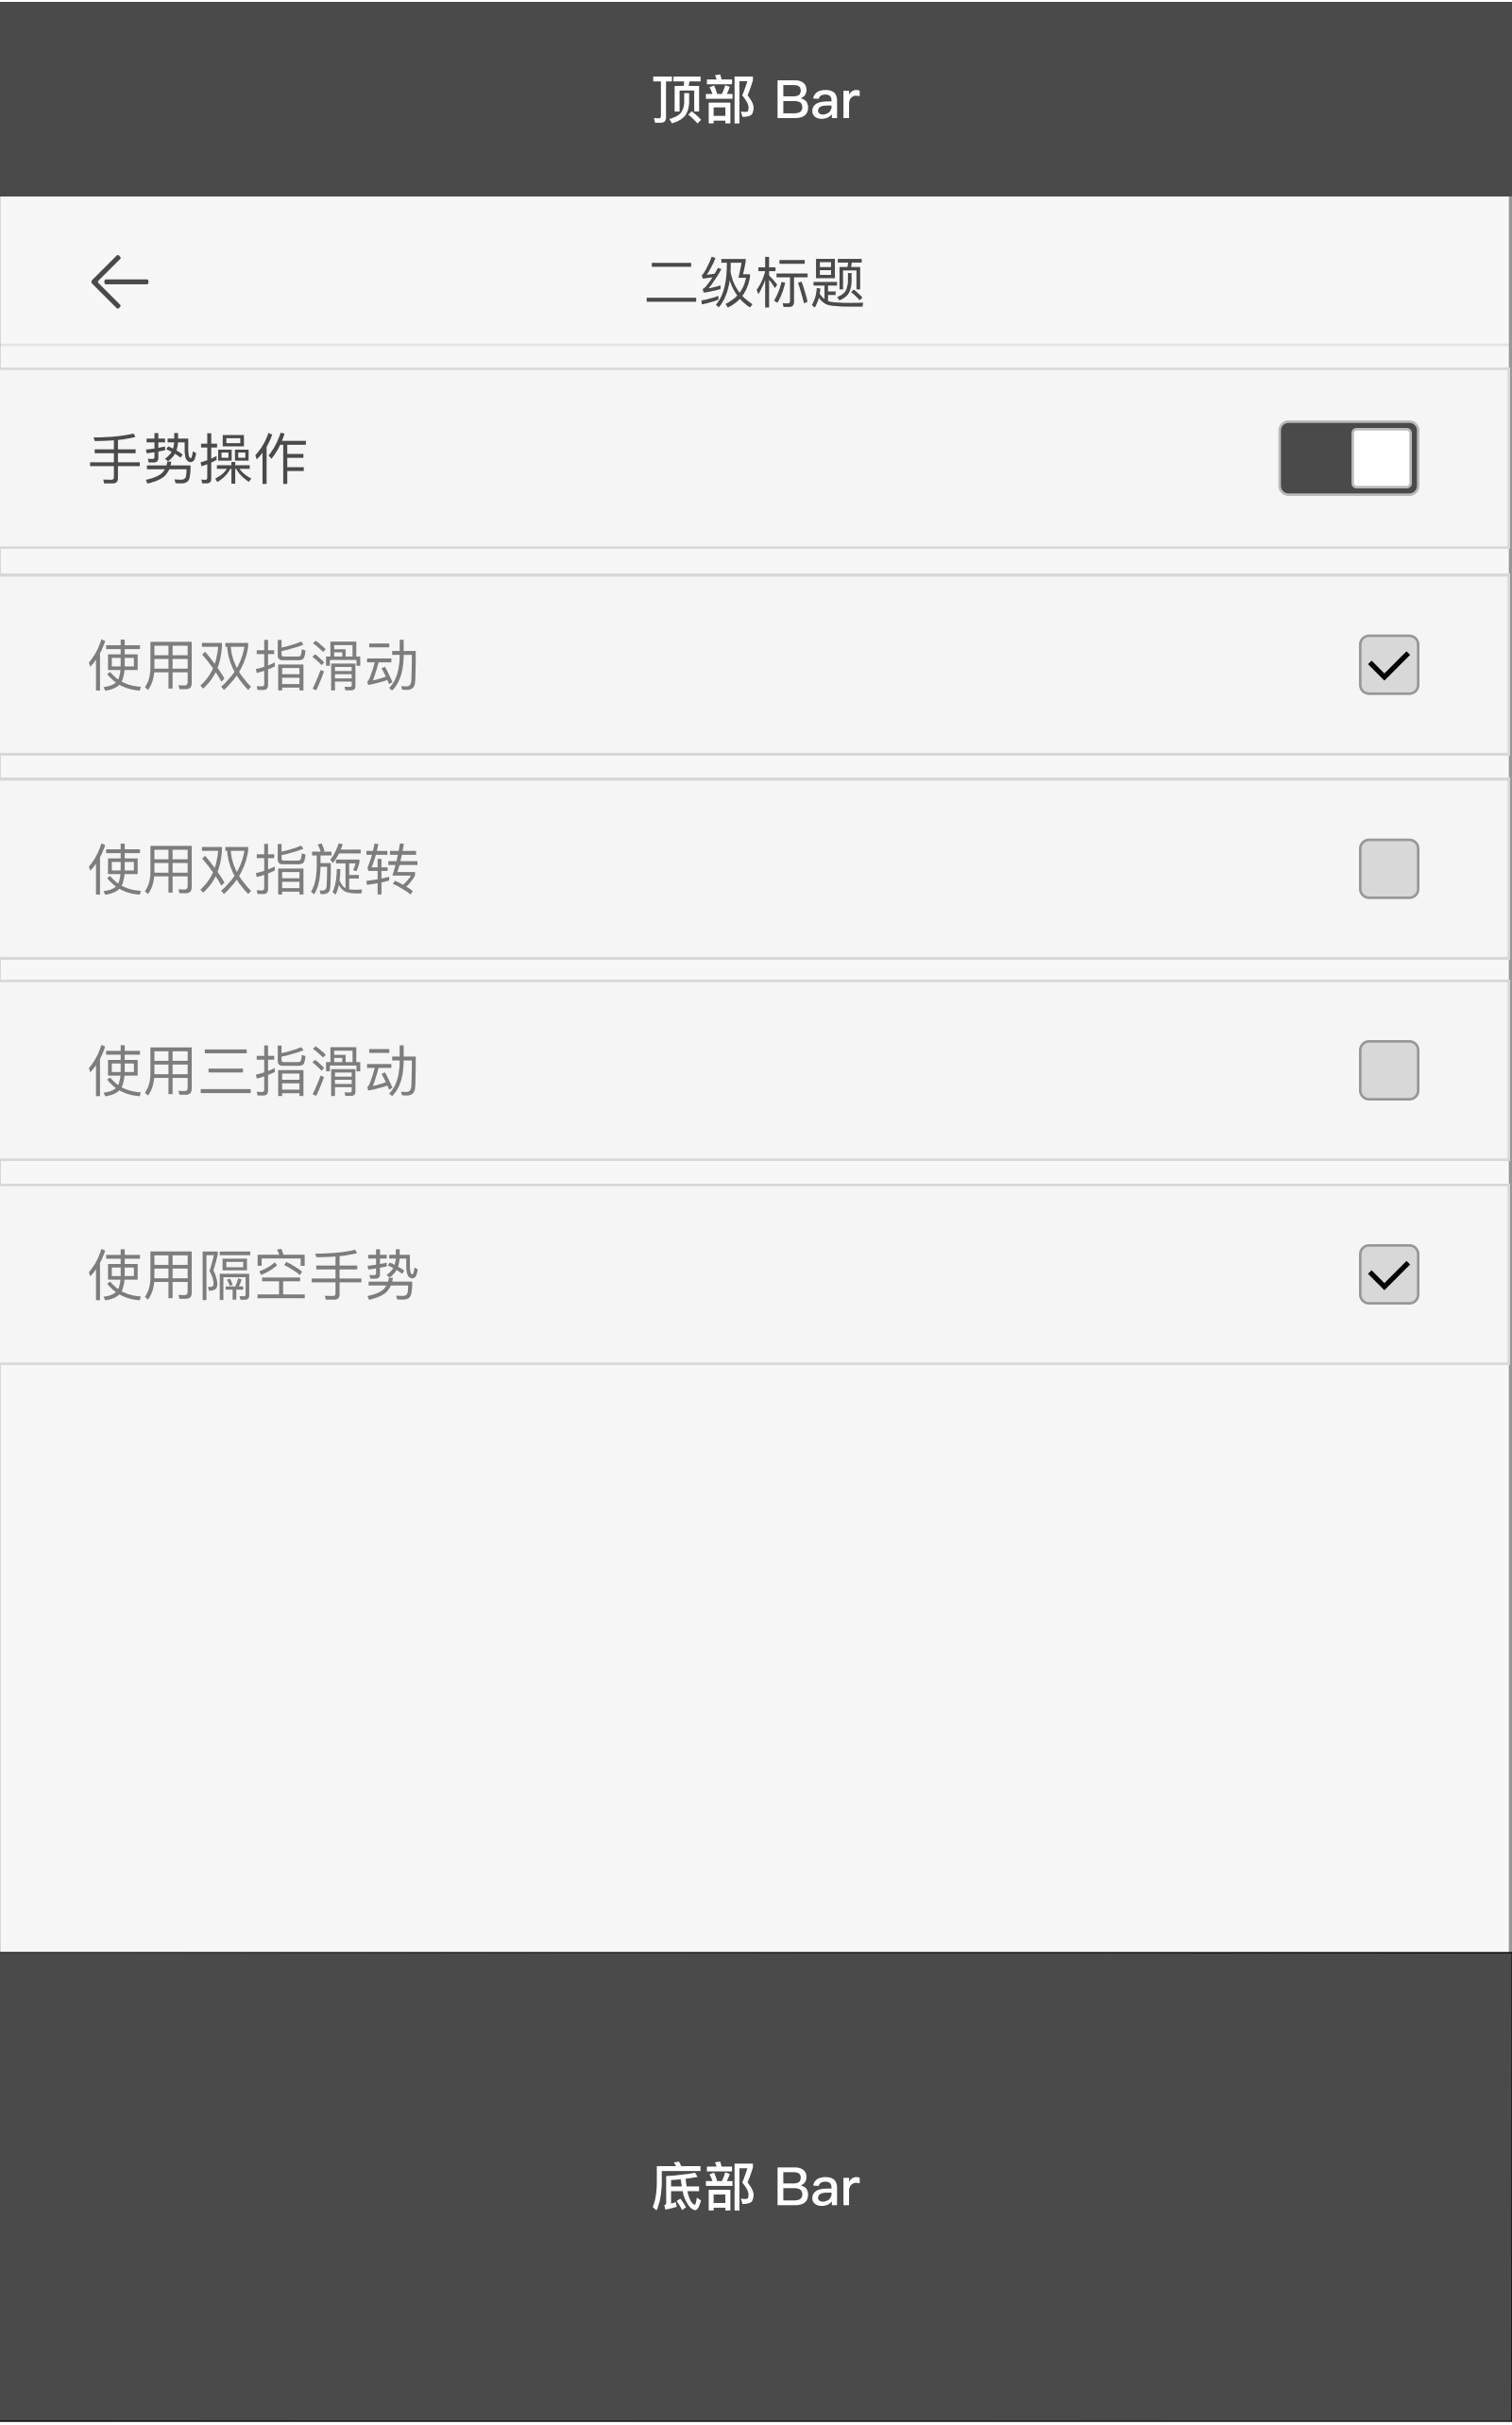 顶部 Bar
二级标题
手势操作
使用双指滑动
使用双指旋转
使用三指滑动
使用隔空手势
底部 Bar